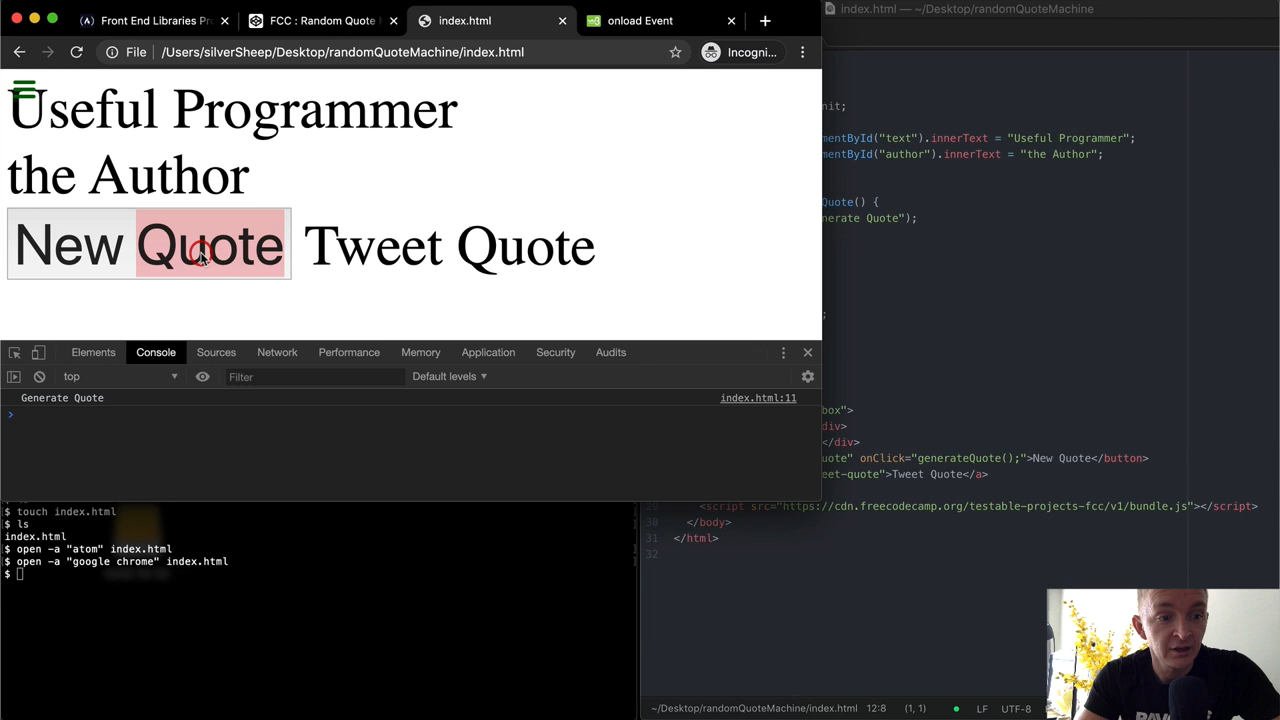 Front End Libraries Pr
FCC : Random Quote M
index.html
onload Event
index.html — ~/Desktop/randomQuoteMachine
File
/Users/silverSheep/Desktop/randomQuoteMachine/index.html
Incogni...
Useful Programmer
the Author
New Quote
Tweet Quote
Elements
Console
Sources
Network
Performance
Memory
Application
Security
Audits
top
Filter
Default levels
Generate Quote
index.html:11
nit;
mentById("text").innerText = "Useful Programmer";
mentById("author").innerText = "the Author";
Quote() {
nerate Quote");
;
box">
div>
</div>
uote" onClick="generateQuote();">New Quote</button>
eet-quote">Tweet Quote</a>
29 <script src="https://cdn.freecodecamp.org/testable-projects-fcc/v1/bundle.js"></script>
30 </body>
31 </html>
32
$ touch index.html
$ ls
index.html
$ open -a "atom" index.html
$ open -a "google chrome" index.html
$
~/Desktop/randomQuoteMachine/index.html
12:8
(1, 1)
LF
UTF-8